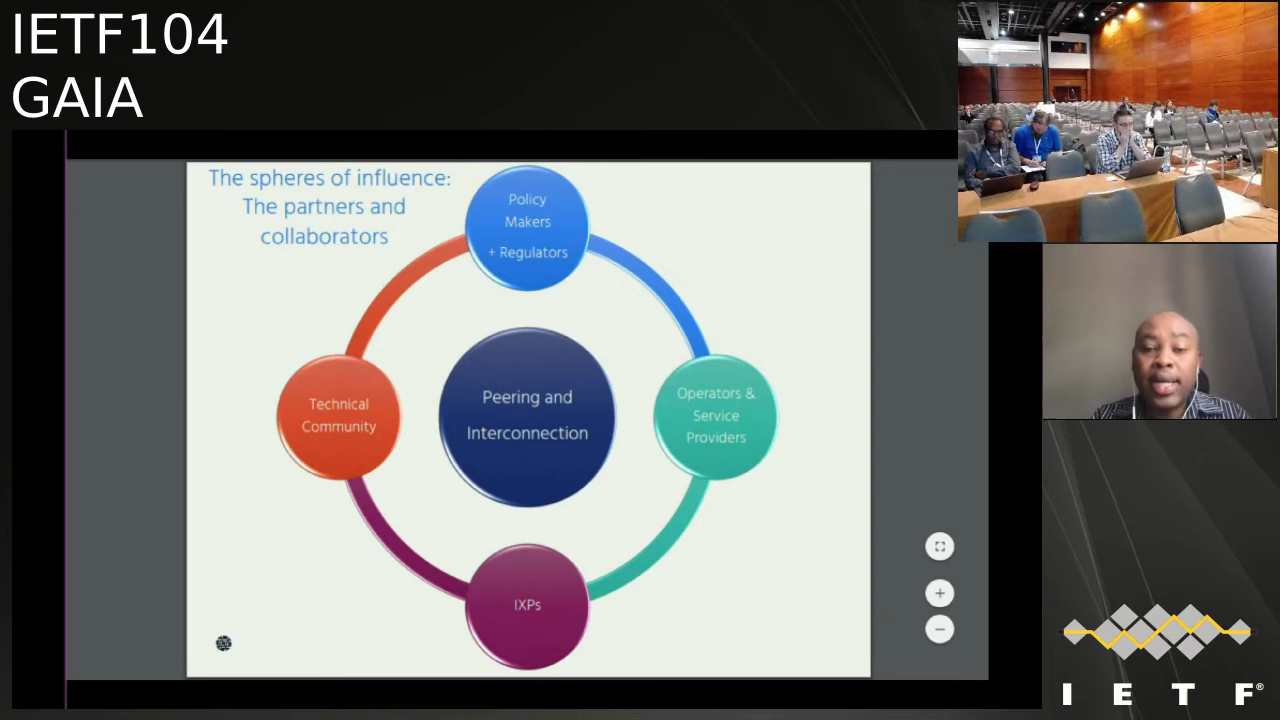 IETF104
GAIA
The spheres of influence:
The partners and
collaborators
Policy
Makers
+ Regulators
Technical
Community
Peering and
Interconnection
Operators &
Service
Providers
IXPs
I E T F®